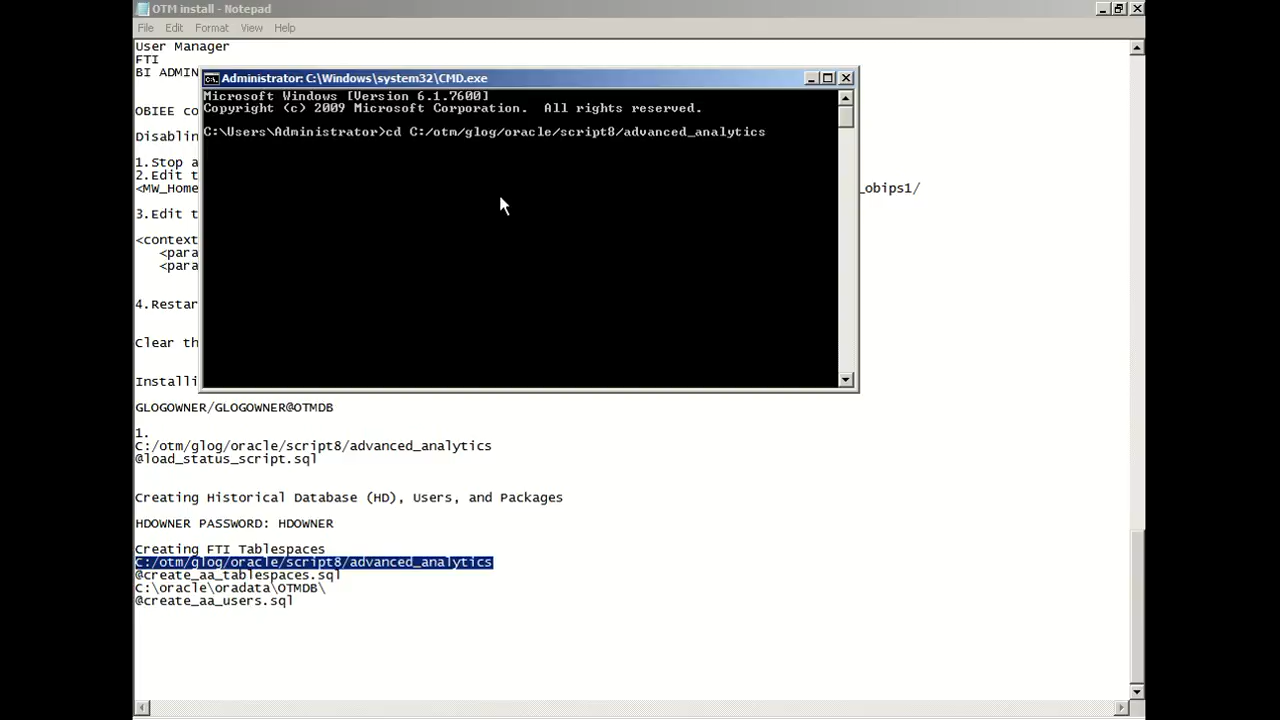 OTM install - Notepad
File Edit Format View Help
User Manager
FTI
BI ADMIN
Administrator: C:\Windows\system32\CMD.exe
Microsoft Windows [Version 6.1.7600]
Copyright (c) 2009 Microsoft Corporation. All rights reserved.
C:\Users\Administrator>cd C:/otm/glog/oracle/script8/advanced_analytics
OBIEE co
Disablin
1.Stop a
2.Edit t
<MW_Home _obips1/
3.Edit t
<context
<para
<para
4.Restar
Clear th
Installi
GLOGOWNER/GLOGOWNER@OTMDB
1.
C:/otm/glog/oracle/script8/advanced_analytics
@load_status_script.sql
Creating Historical Database (HD), Users, and Packages
HDOWNER PASSWORD: HDOWNER
Creating FTI Tablespaces
C:/otm/glog/oracle/script8/advanced_analytics
@create_aa_tablespaces.sql
C:\oracle\oradata\OTMDB\
@create_aa_users.sql